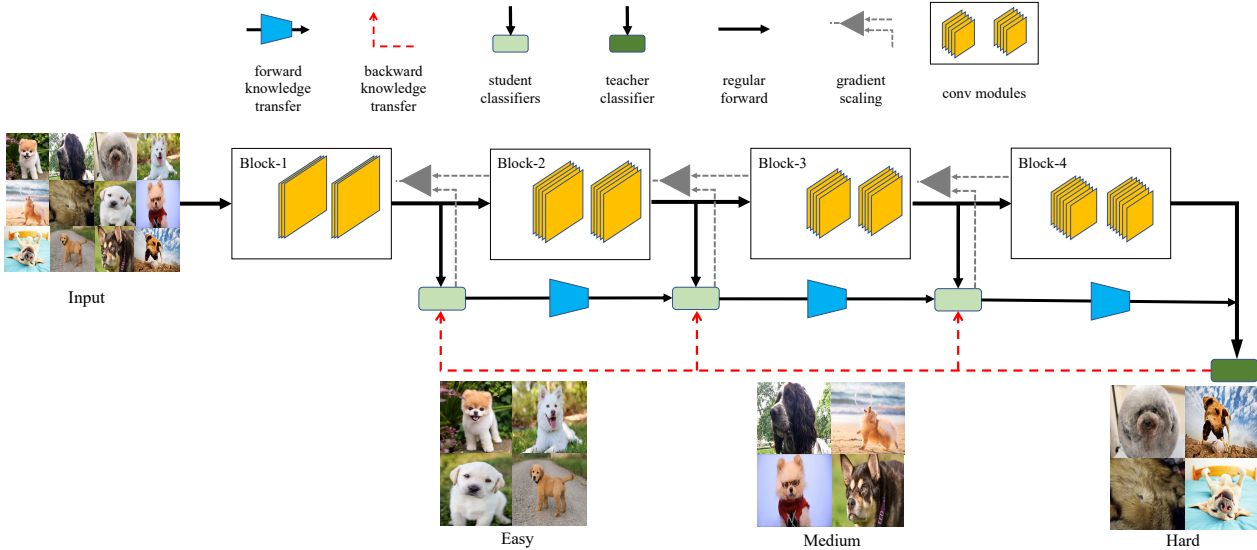 forward
knowledge
transfer
backward
knowledge
transfer
student
classifiers
teacher
classifier
regular
forward
gradient
scaling
conv modules
Block-1
Block-2
Block-3
Block-4
Input
Easy
Medium
Hard